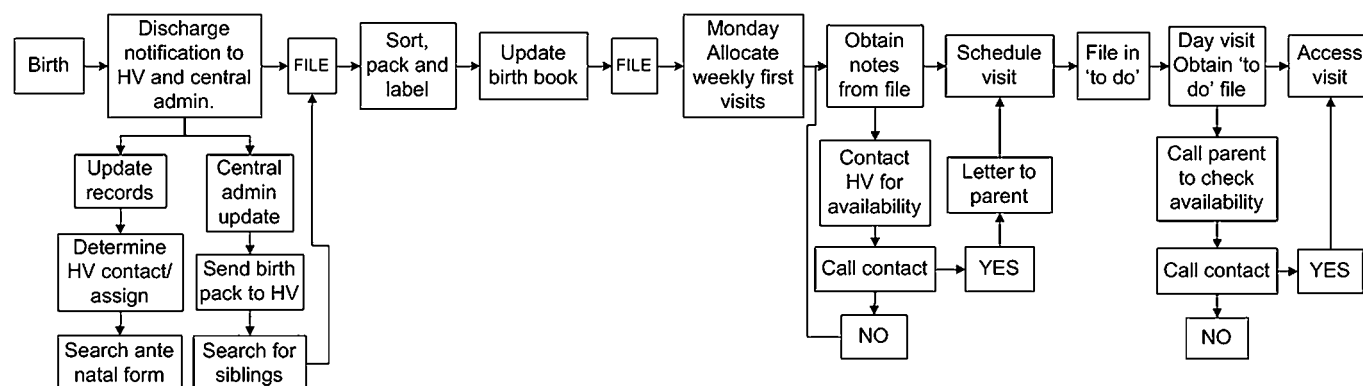 Birth
Discharge
notification to
HV and central
admin.
FILE
Sort,
pack and
label
Update
birth book
FILE
Monday
Allocate
weekly first
visits
Obtain
notes
from file
Schedule
visit
File in
‘to do’
Day visit
Obtain ‘to
do’ file
Access
visit
Update
records
Central
admin
update
Determine
HV contact/
assign
Send birth
pack to HV
Search ante
natal form
Search for
siblings
Contact
HV for
availability
Letter to
parent
Call contact
YES
NO
Call parent
to check
availability
Call contact
YES
NO